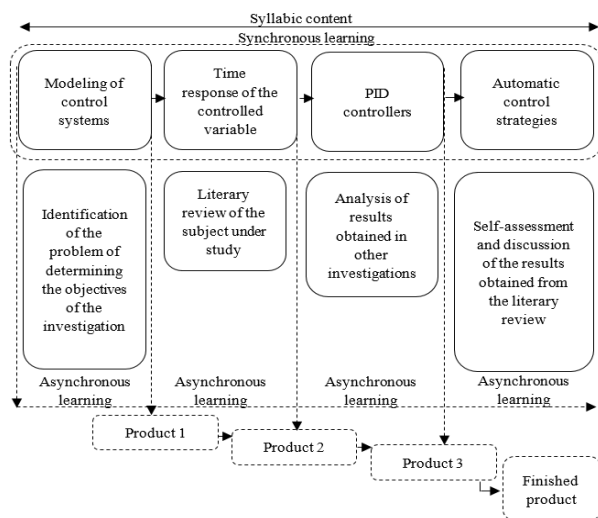 Syllabic content
Synchronous learning
Modeling of
control
systems
Time
response of the
controlled
variable
PID
controllers
Automatic
control
strategies
Identification
of the
problem of
determining
the objectives
of the
investigation
Literary
review of the
subject under
study
Analysis of
results
obtained in
other
investigations
Self-assessment
and discussion
of the results
obtained from
the literary
review
Asynchronous
learning
Asynchronous
learning
Asynchronous
learning
Asynchronous
learning
Product 1
Product 2
Product 3
Finished
product